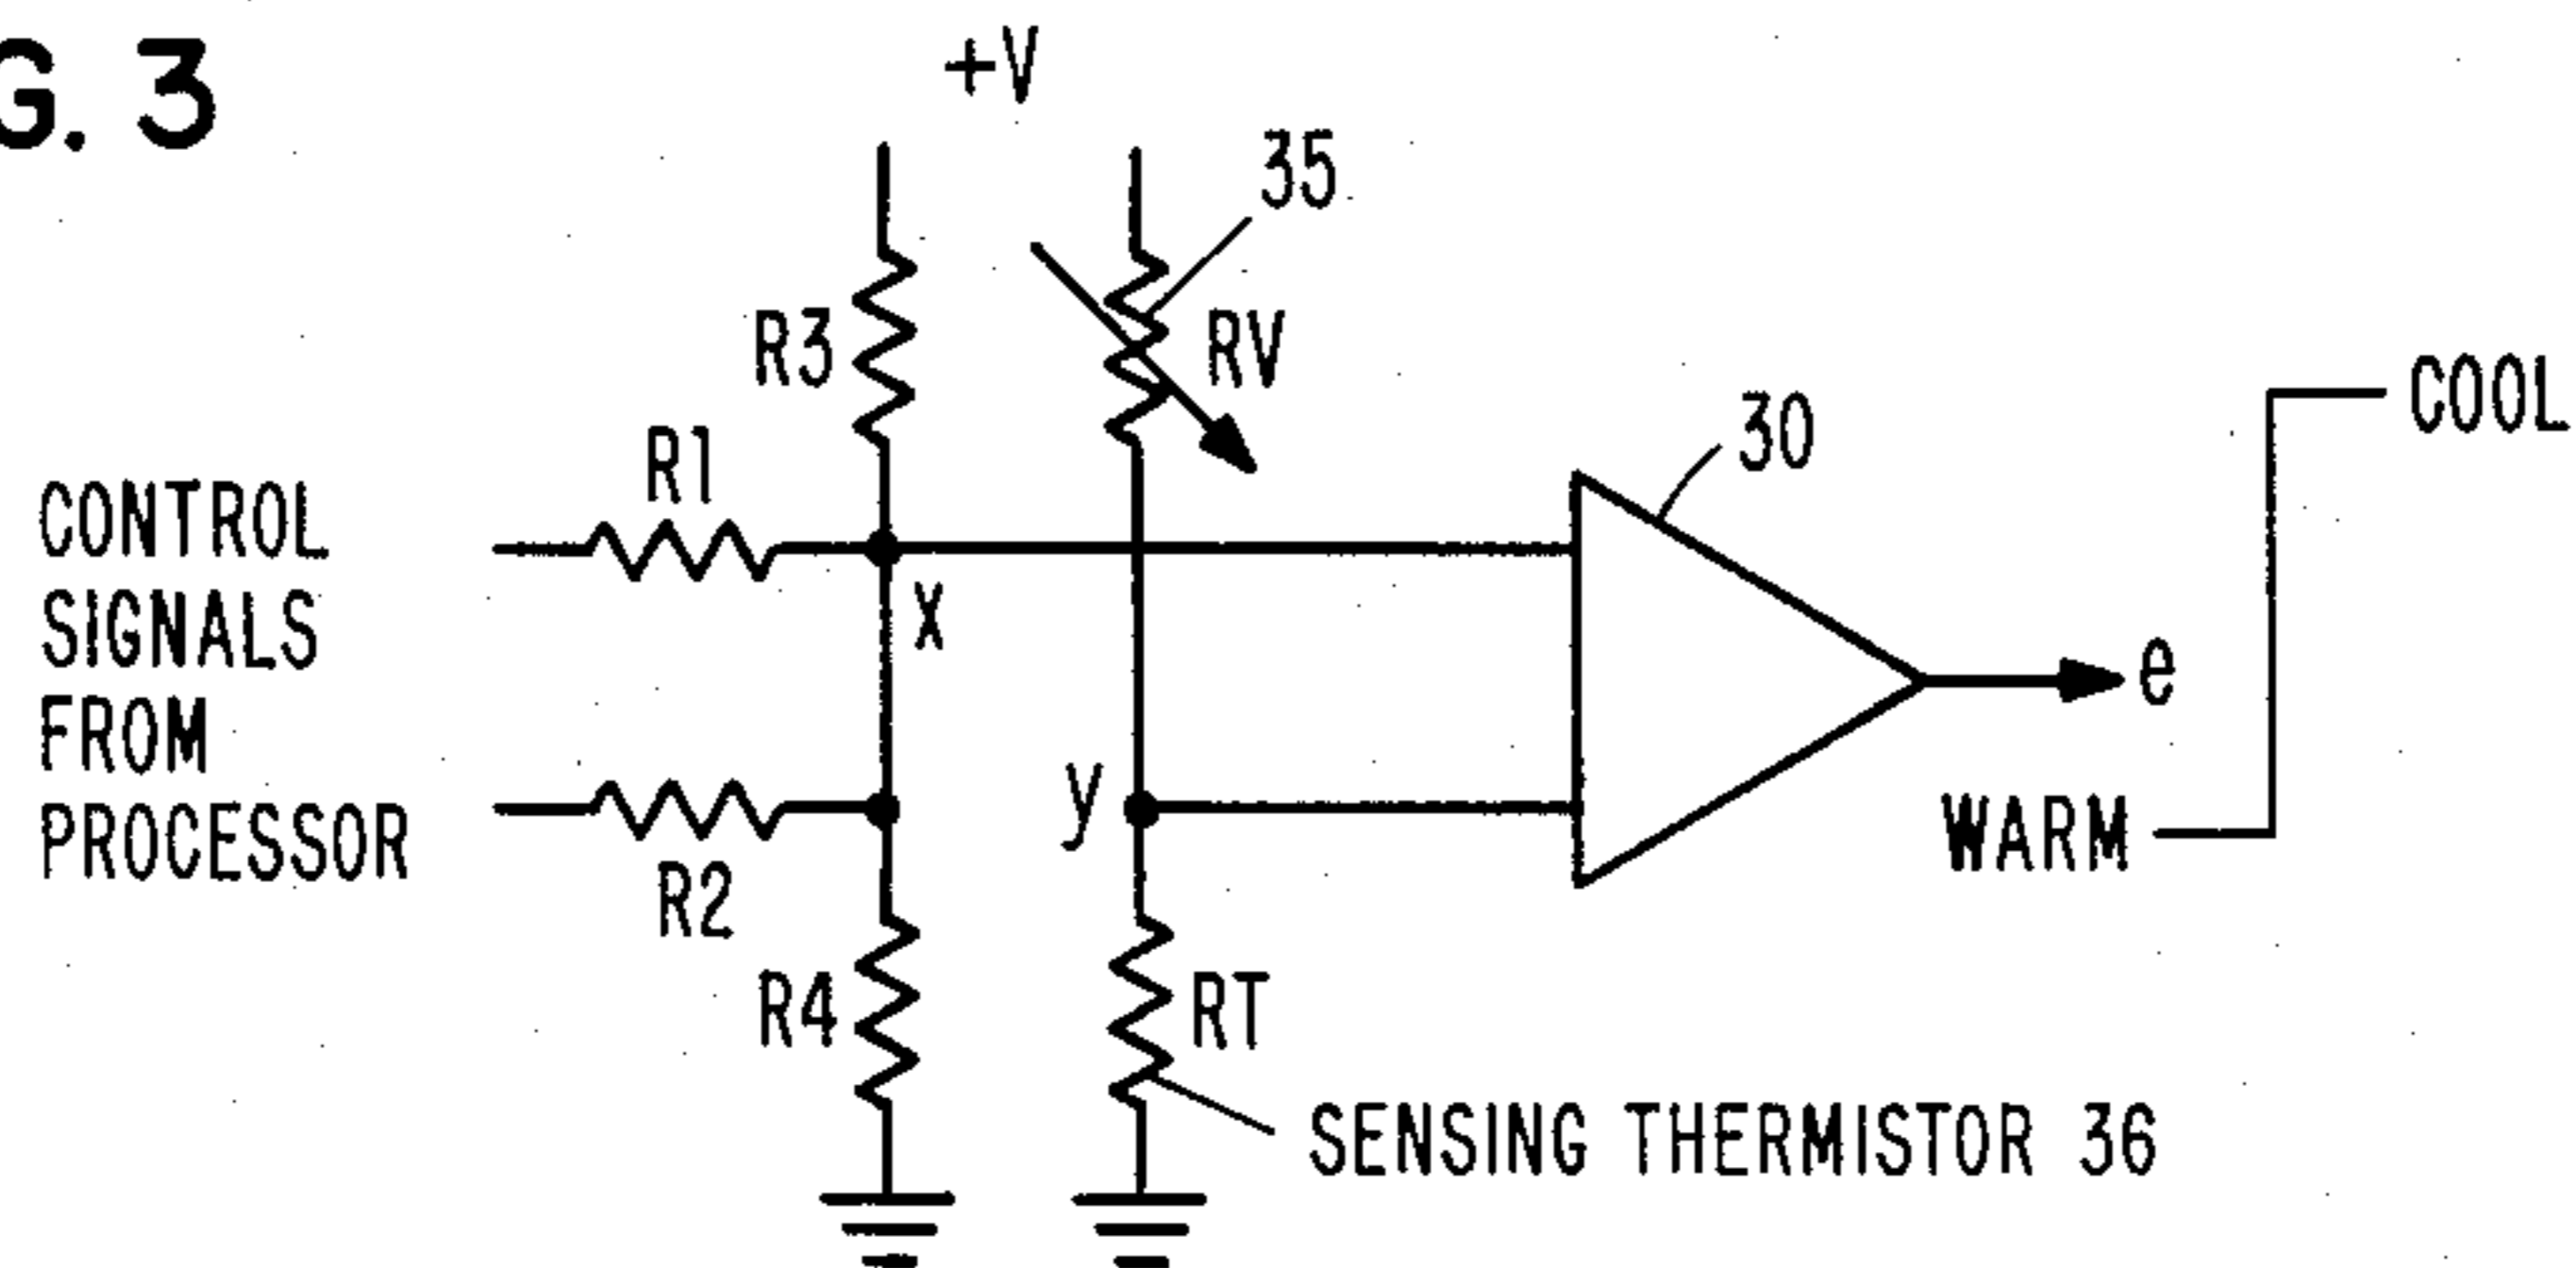 G. 3
+V
35
R3
RV
R1
30
COOL
CONTROL
SIGNALS
FROM
PROCESSOR
x
e
y
WARM
R2
R4
RT
SENSING THERMISTOR 36